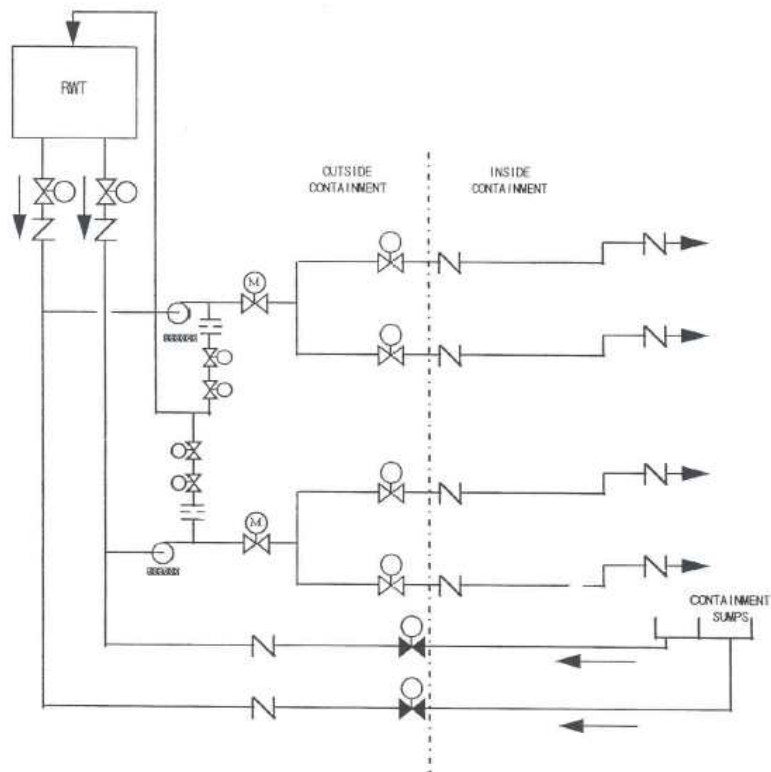 RWT
OUTSIDE
CONTAINMENT
INSIDE
CONTAINMENT
M
M
CONTAINMENT
SUMPS